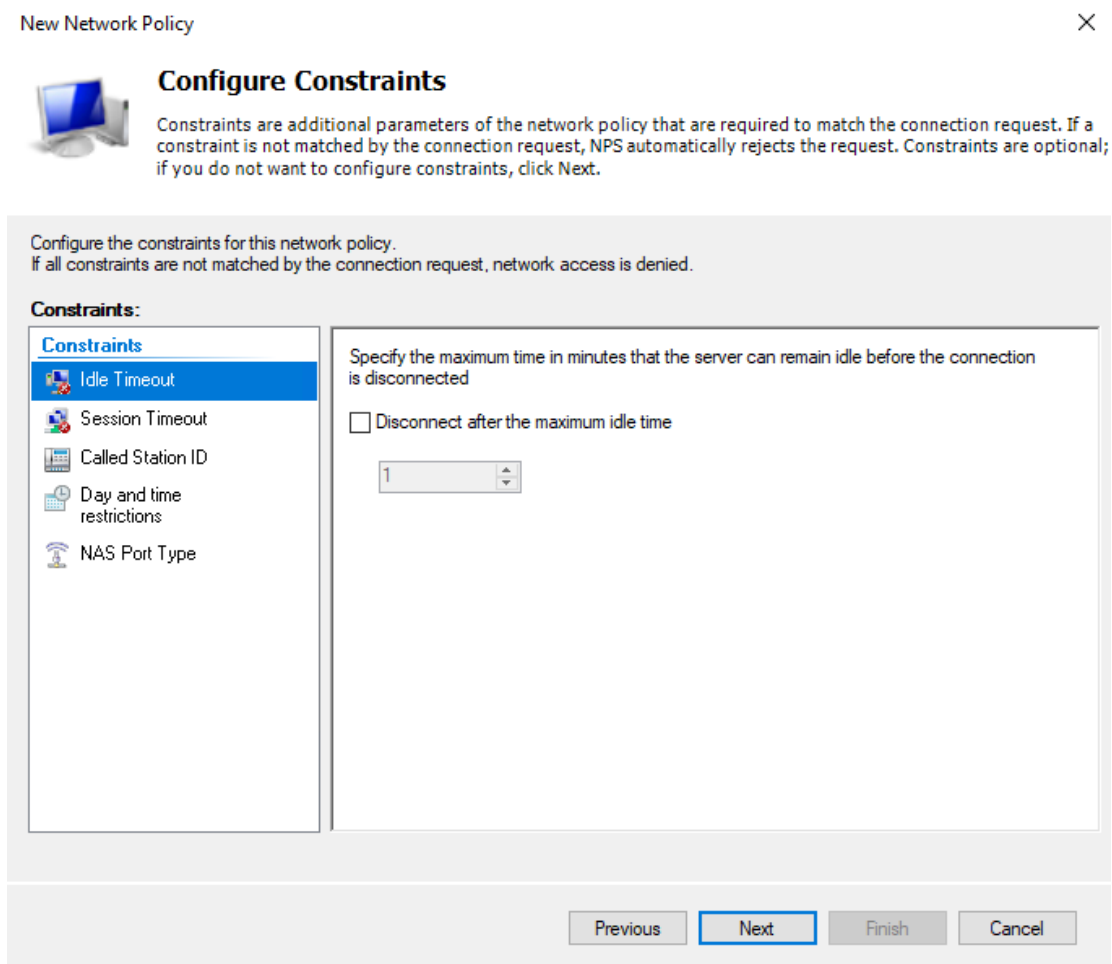 New Network Policy
Configure Constraints
Constraints are additional parameters of the network policy that are required to match the connection request. If a
constraint is not matched by the connection request, NPS automatically rejects the request. Constraints are optional;
if you do not want to configure constraints, click Next.
Configure the constraints for this network policy.
If all constraints are not matched by the connection request, network access is denied.
Constraints:
Constraints
Idle Timeout
Session Timeout
Called Station ID
Day and time
restrictions
NAS Port Type
Specify the maximum time in minutes that the server can remain idle before the connection
is disconnected
Disconnect after the maximum idle time
1
Previous
Next
Finish
Cancel